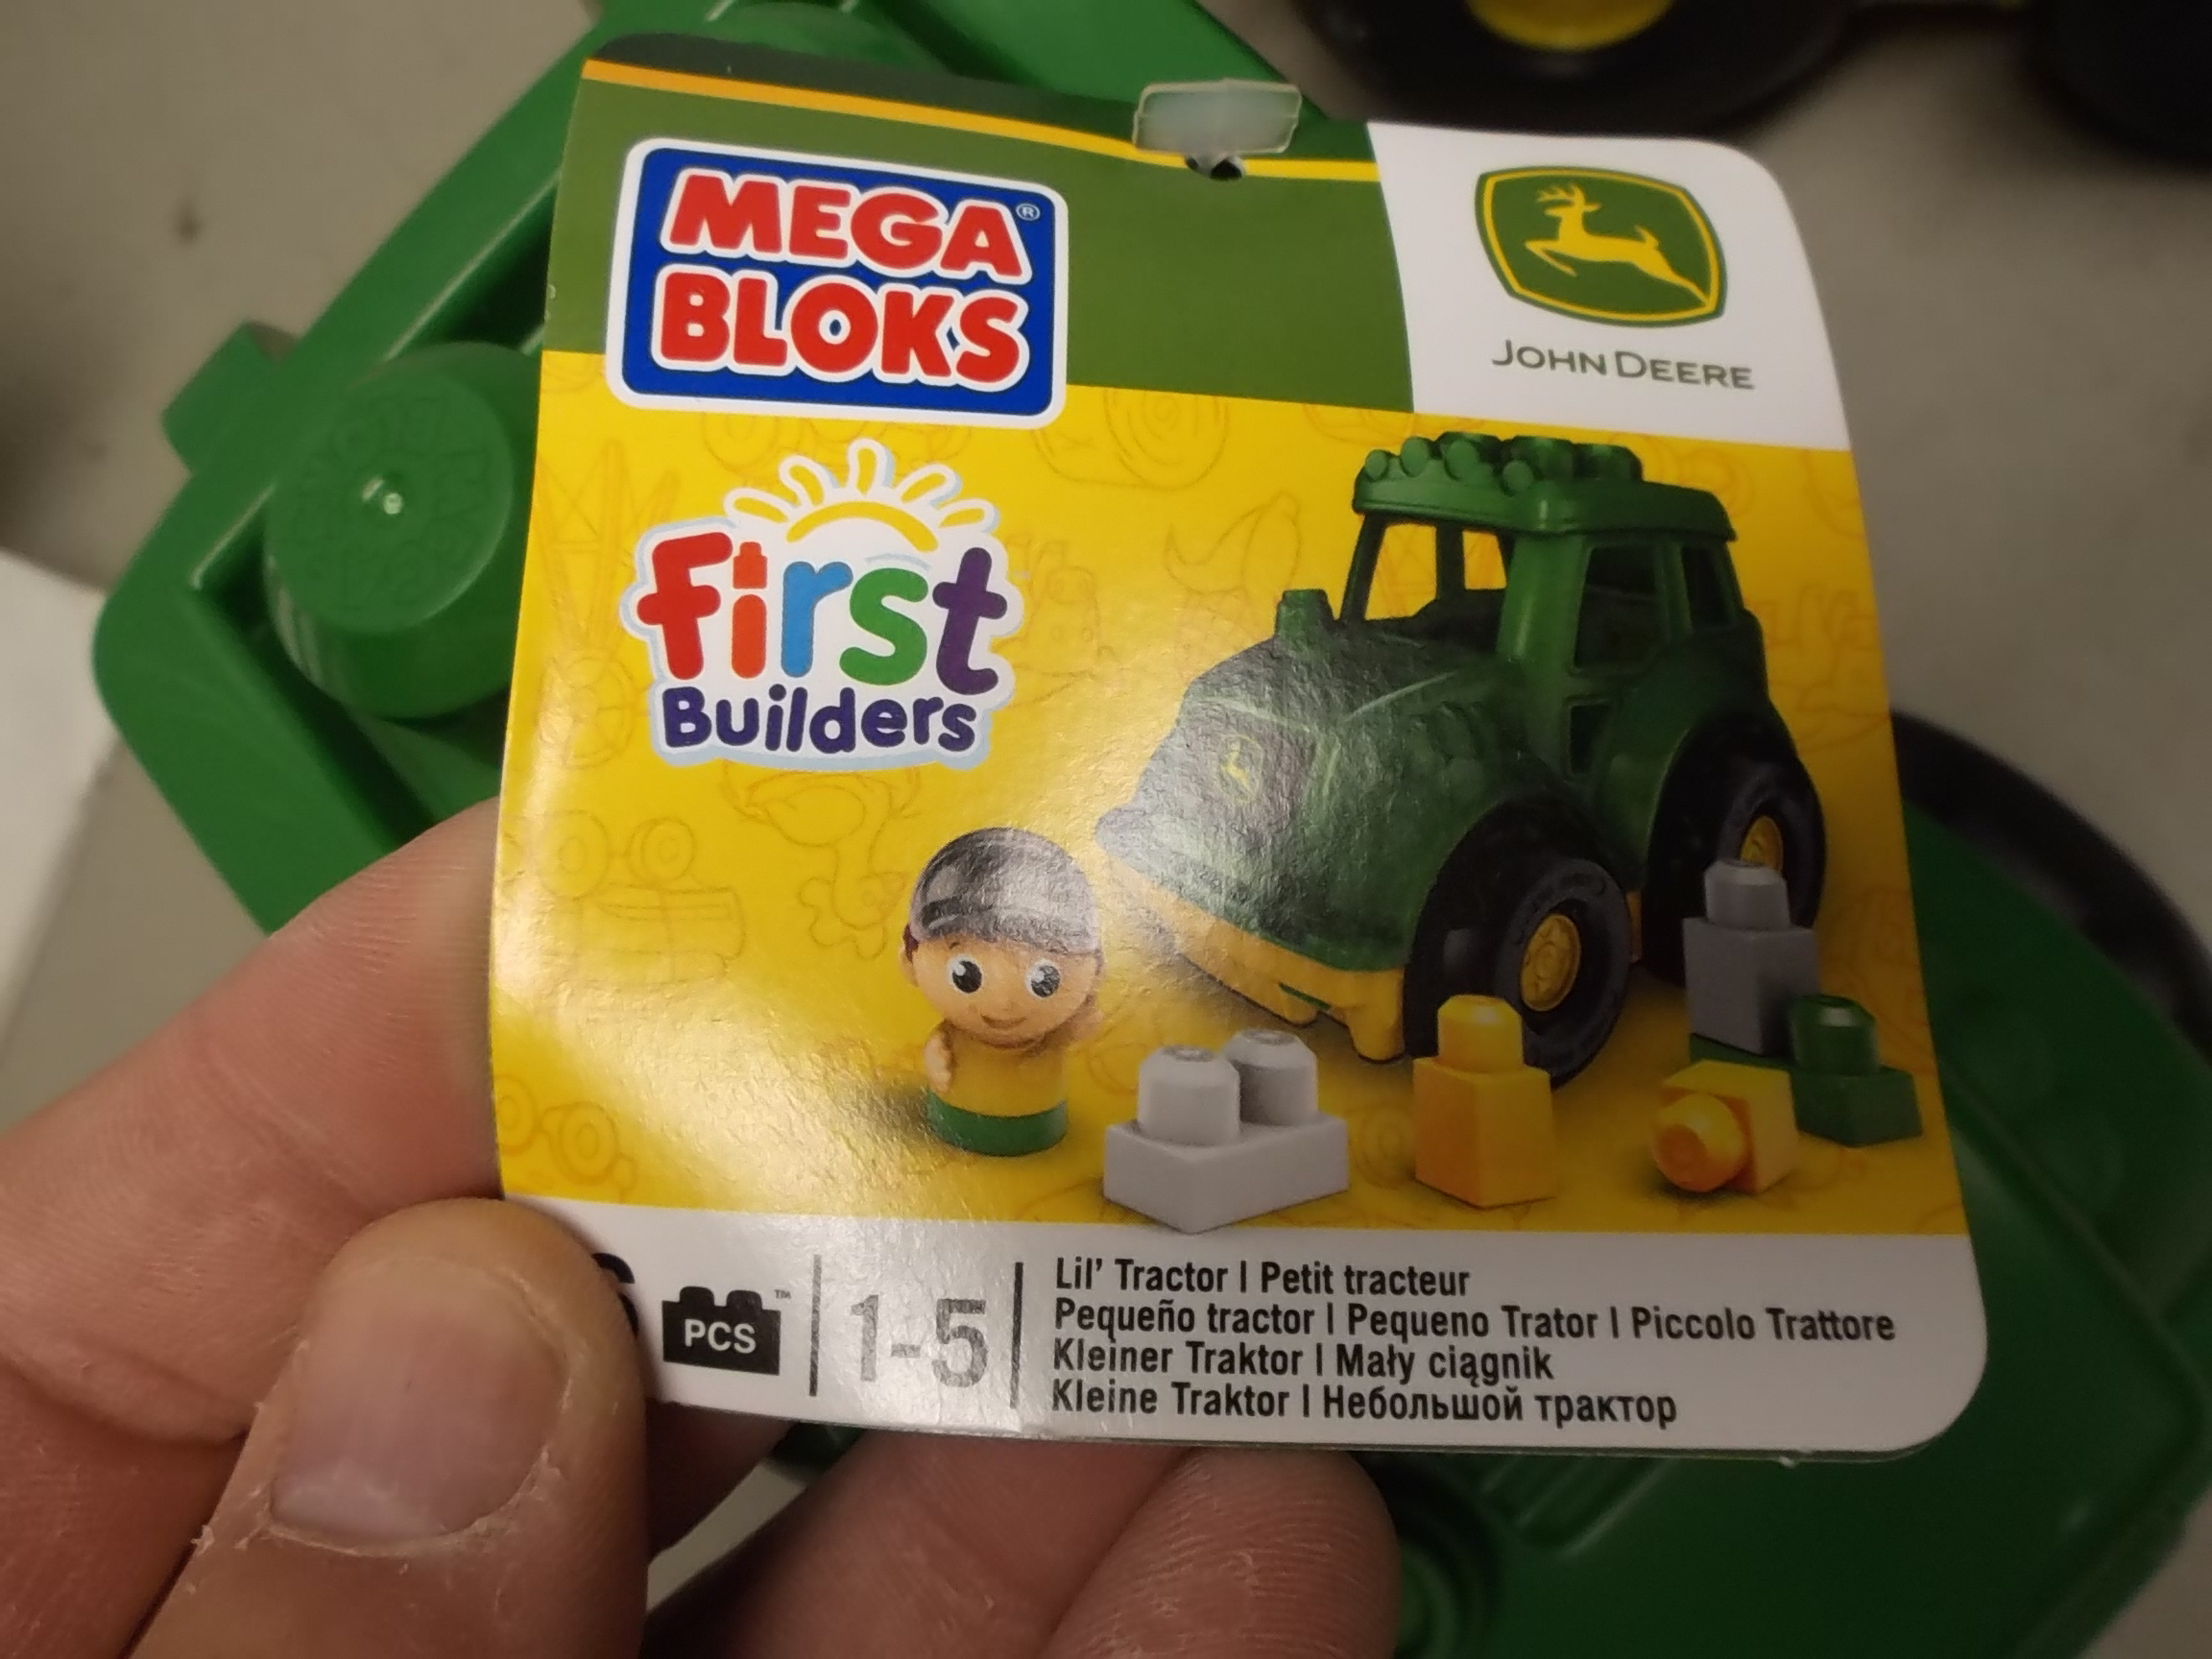 MEGA®
BLOKS
JOHN DEERE
first
Builders
PCS™
1-5
Lil' Tractor | Petit tracteur
Pequeño tractor | Pequeno Trator | Piccolo Trattore
Kleiner Traktor | Mały ciągnik
Kleine Traktor | Небольшой трактор